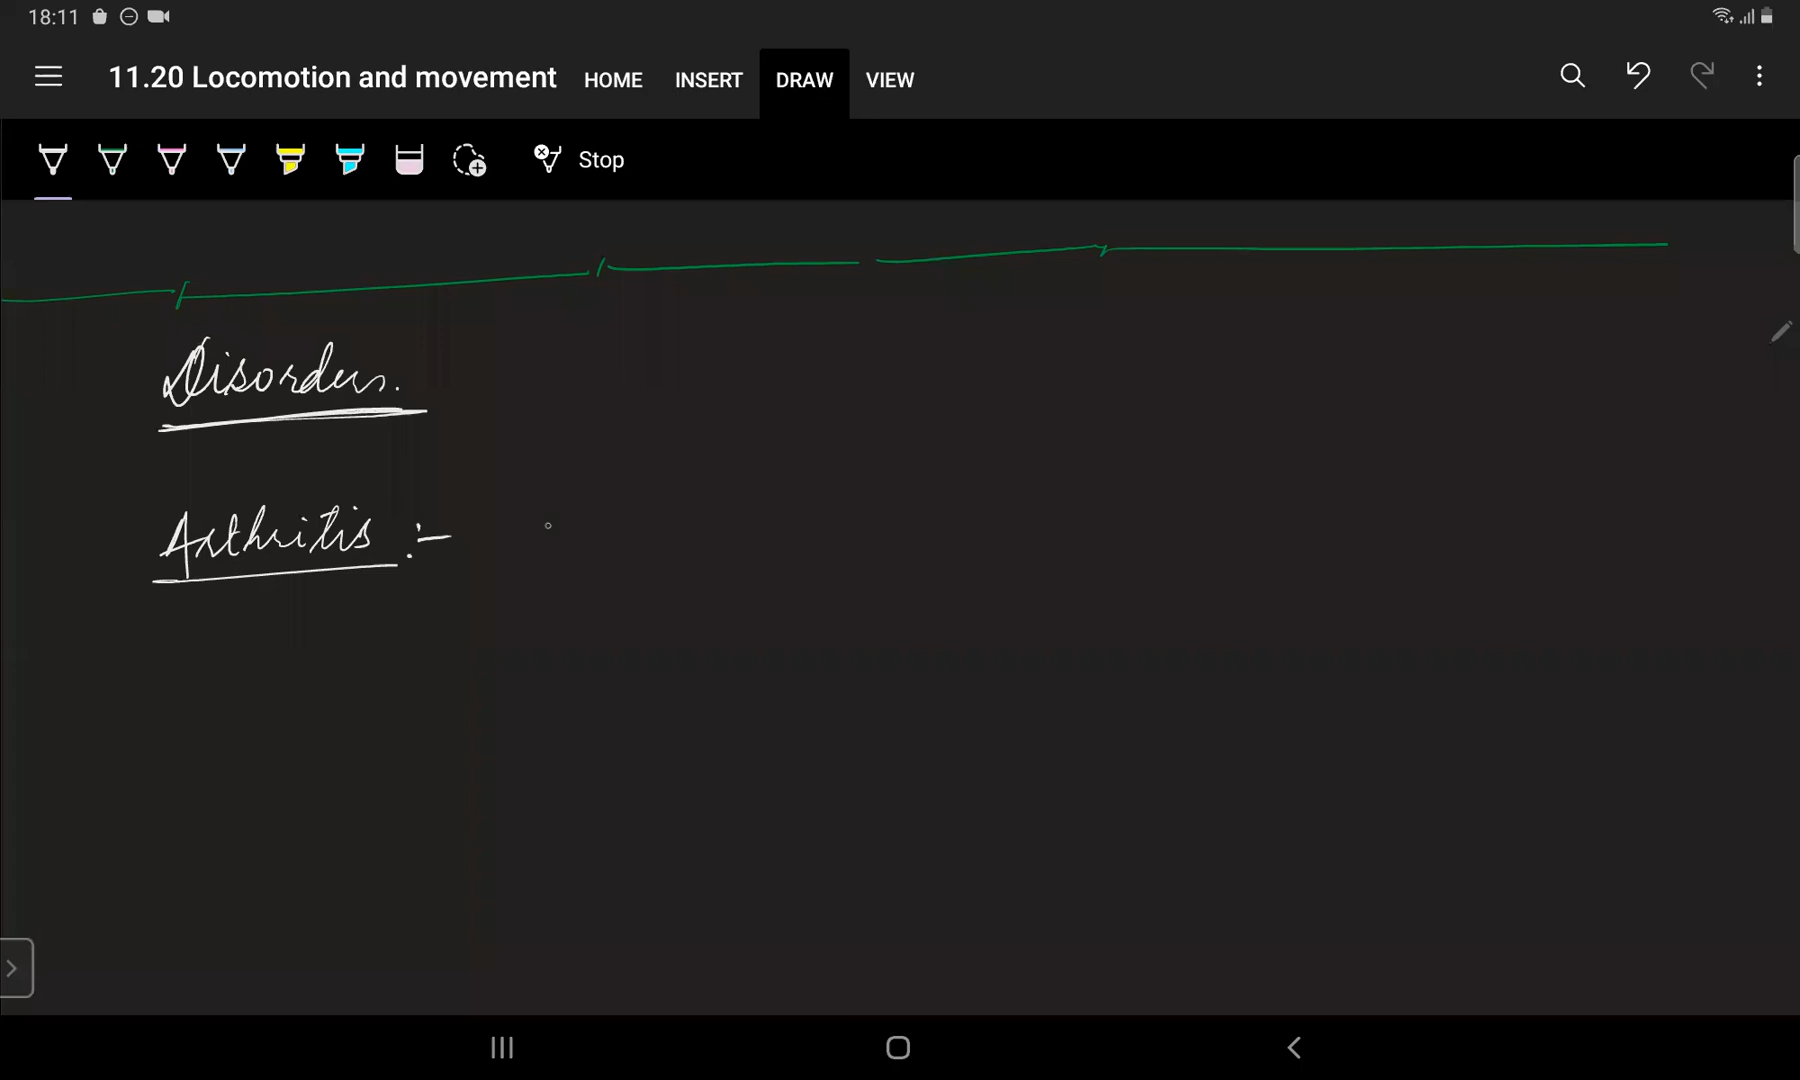 18:11
11.20 Locomotion and movement HOME INSERT DRAW VIEW
Stop
Disorders.
Arthritis :-